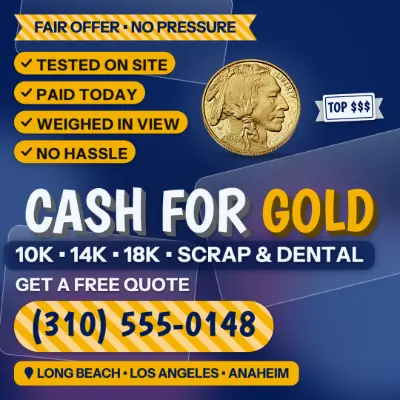 FAIR OFFER • NO PRESSURE
✓ TESTED ON SITE
✓ PAID TODAY
✓ WEIGHED IN VIEW
✓ NO HASSLE
TOP $$$
CASH FOR GOLD
10K • 14K • 18K • SCRAP & DENTAL
GET A FREE QUOTE
(310) 555-0148
LONG BEACH • LOS ANGELES • ANAHEIM